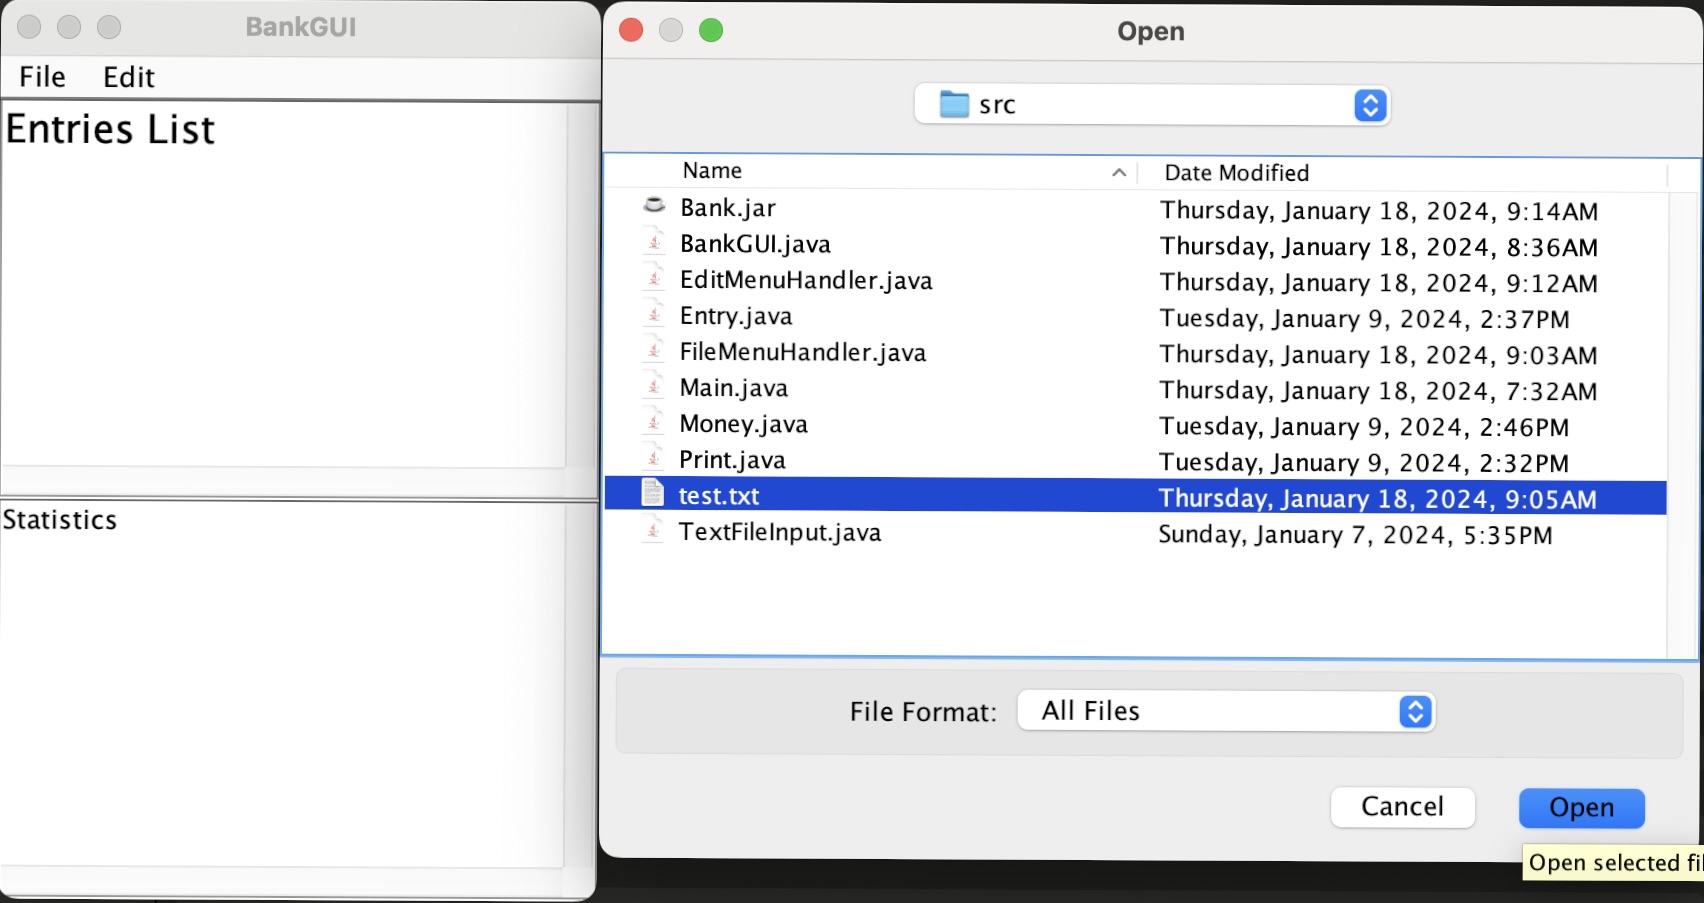 BankGUI
File Edit
Entries List
Statistics
Open
src
Name Date Modified
Bank.jar Thursday, January 18, 2024, 9:14AM
BankGUI.java Thursday, January 18, 2024, 8:36AM
EditMenuHandler.java Thursday, January 18, 2024, 9:12AM
Entry.java Tuesday, January 9, 2024, 2:37PM
FileMenuHandler.java Thursday, January 18, 2024, 9:03AM
Main.java Thursday, January 18, 2024, 7:32AM
Money.java Tuesday, January 9, 2024, 2:46PM
Print.java Tuesday, January 9, 2024, 2:32PM
test.txt Thursday, January 18, 2024, 9:05AM
TextFileInput.java Sunday, January 7, 2024, 5:35PM
File Format: All Files
Cancel Open
Open selected